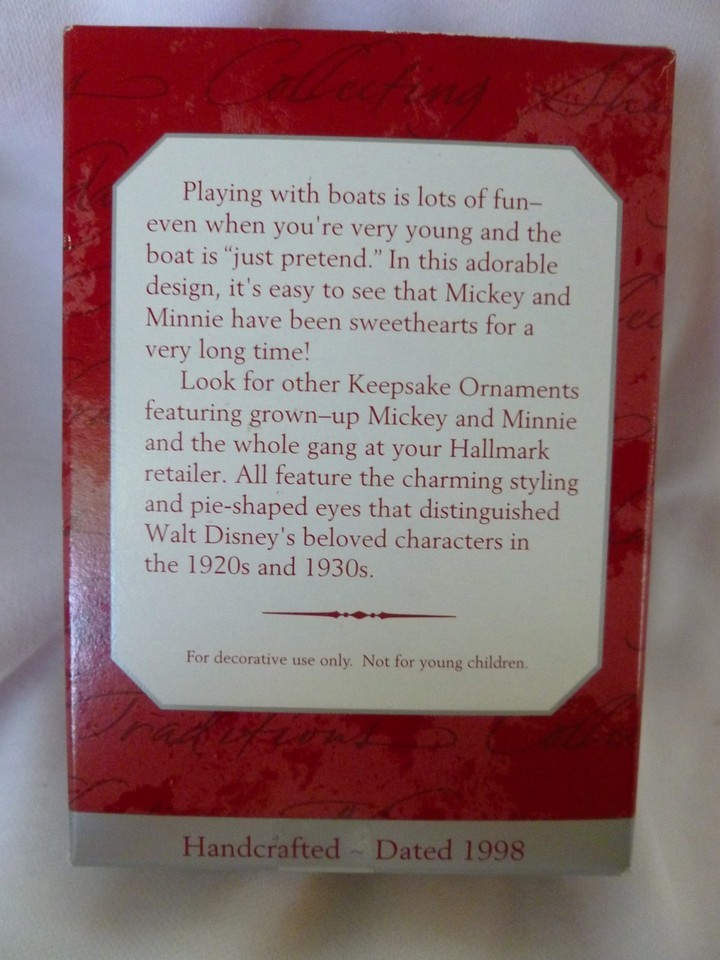 Collecting
Playing with boats is lots of fun–
even when you're very young and the
boat is “just pretend.” In this adorable
design, it's easy to see that Mickey and
Minnie have been sweethearts for a
very long time!
Look for other Keepsake Ornaments
featuring grown–up Mickey and Minnie
and the whole gang at your Hallmark
retailer. All feature the charming styling
and pie-shaped eyes that distinguished
Walt Disney's beloved characters in
the 1920s and 1930s.
For decorative use only. Not for young children.
Traditions
Handcrafted ~ Dated 1998